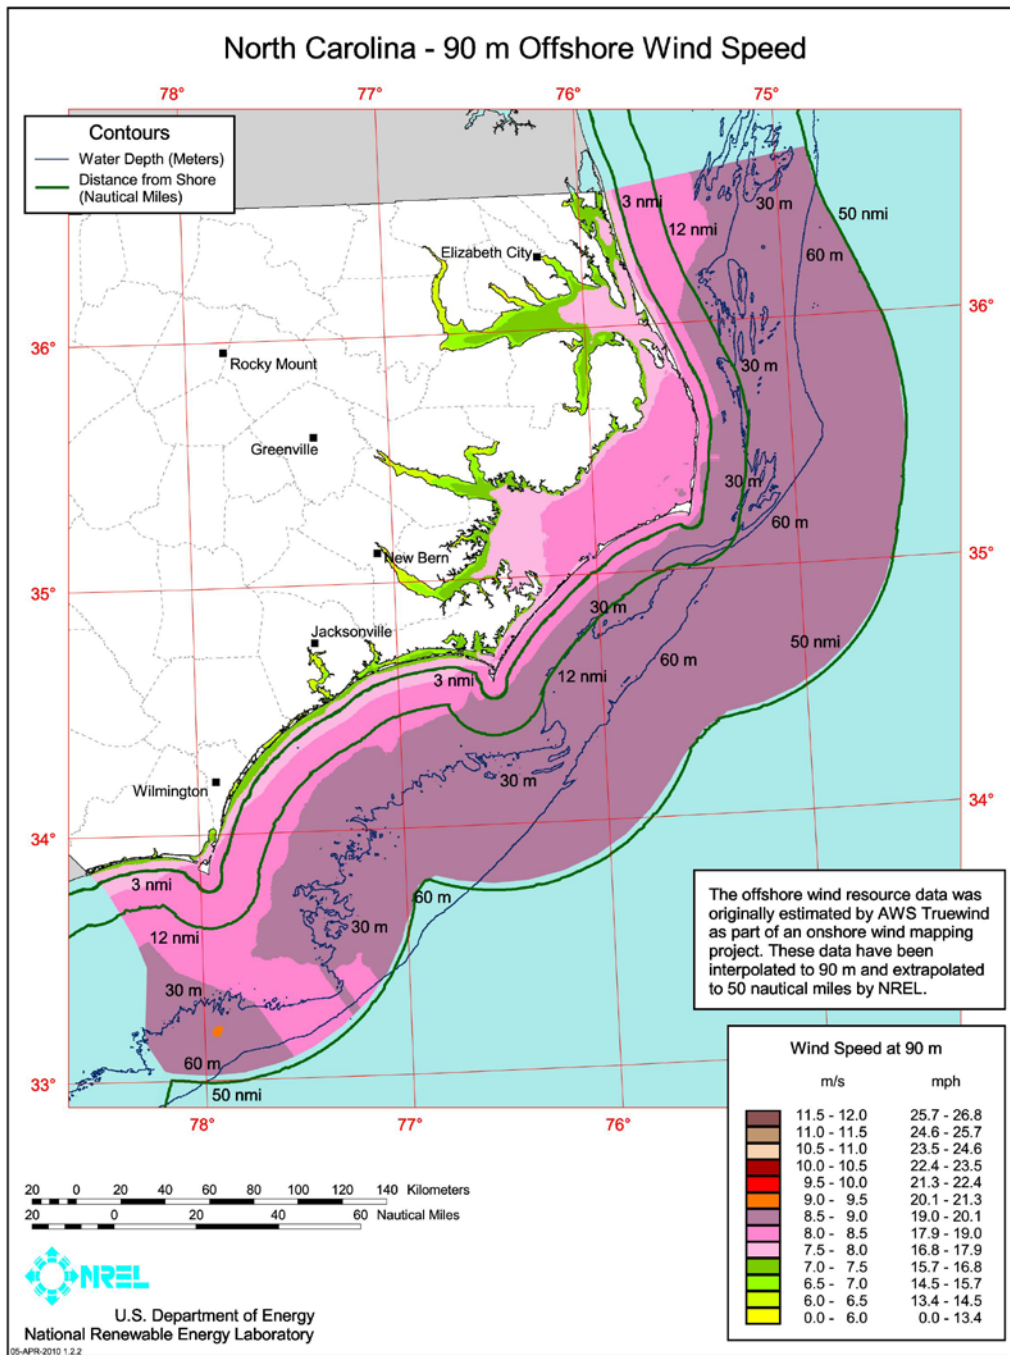 North Carolina - 90 m Offshore Wind Speed
78°
77°
76°
75°
Contours
Water Depth (Meters)
Distance from Shore
(Nautical Miles)
3 nmi
12 nmi
30 m
50 nmi
60 m
Elizabeth City
36°
36°
Rocky Mount
30 m
Greenville
30 m
60 m
New Bern
35°
35°
30 m
Jacksonville
50 nmi
60 m
3 nmi
12 nmi
30 m
Wilmington
34°
34°
3 nmi
60 m
12 nmi
30 m
The offshore wind resource data was
originally estimated by AWS Truewind
as part of an onshore wind mapping
project. These data have been
interpolated to 90 m and extrapolated
to 50 nautical miles by NREL.
30 m
60 m
33°
50 nmi
78°
77°
76°
Wind Speed at 90 m
m/s mph
11.5 - 12.0 25.7 - 26.8
11.0 - 11.5 24.6 - 25.7
10.5 - 11.0 23.5 - 24.6
10.0 - 10.5 22.4 - 23.5
9.5 - 10.0 21.3 - 22.4
9.0 - 9.5 20.1 - 21.3
8.5 - 9.0 19.0 - 20.1
8.0 - 8.5 17.9 - 19.0
7.5 - 8.0 16.8 - 17.9
7.0 - 7.5 15.7 - 16.8
6.5 - 7.0 14.5 - 15.7
6.0 - 6.5 13.4 - 14.5
0.0 - 6.0 0.0 - 13.4
20 0 20 40 60 80 100 120 140 Kilometers
20 0 20 40 60 Nautical Miles
NREL
U.S. Department of Energy
National Renewable Energy Laboratory
05-APR-2010 1.2.2